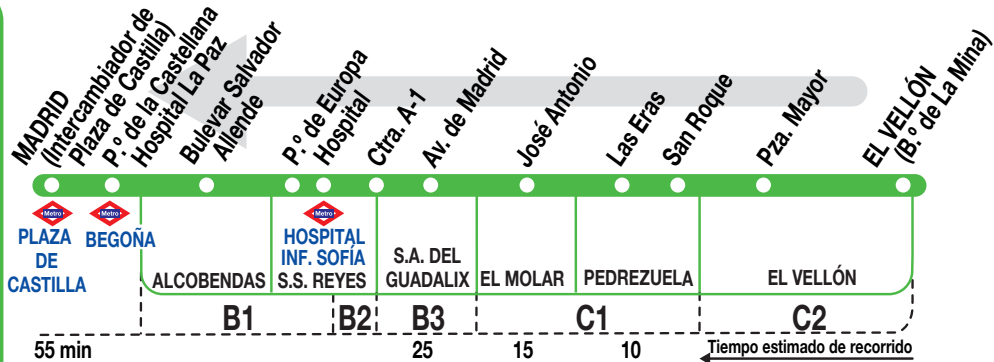 MADRID
(Intercambiador de
Plaza de Castilla)
P.º de la Castellana
Hospital La Paz
Bulevar Salvador
Allende
P.º de Europa
Hospital
Ctra. A-1
Av. de Madrid
José Antonio
Las Eras
San Roque
Pza. Mayor
EL VELLÓN
(B.º de La Mina)
Metro
PLAZA
DE
CASTILLA
Metro
BEGOÑA
Metro
HOSPITAL
INF. SOFÍA
ALCOBENDAS
S.S. REYES
S.A. DEL
GUADALIX
EL MOLAR
PEDREZUELA
EL VELLÓN
B1 B2 B3 C1 C2
55 min 25 15 10 Tiempo estimado de recorrido